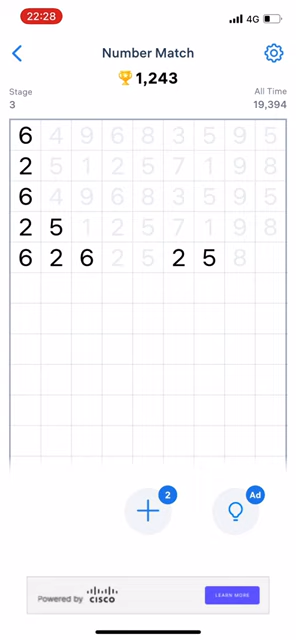 22:28
4G
Number Match
1,243
Stage
3
All Time
19,394
6 4 9 6 8 3 5 9 5
2 5 1 2 5 7 1 9 8
6 4 9 6 8 3 5 9 5
2 5 1 2 5 7 1 9 8
6 2 6 2 5 2 5 8
2
Ad
Powered by CISCO
LEARN MORE